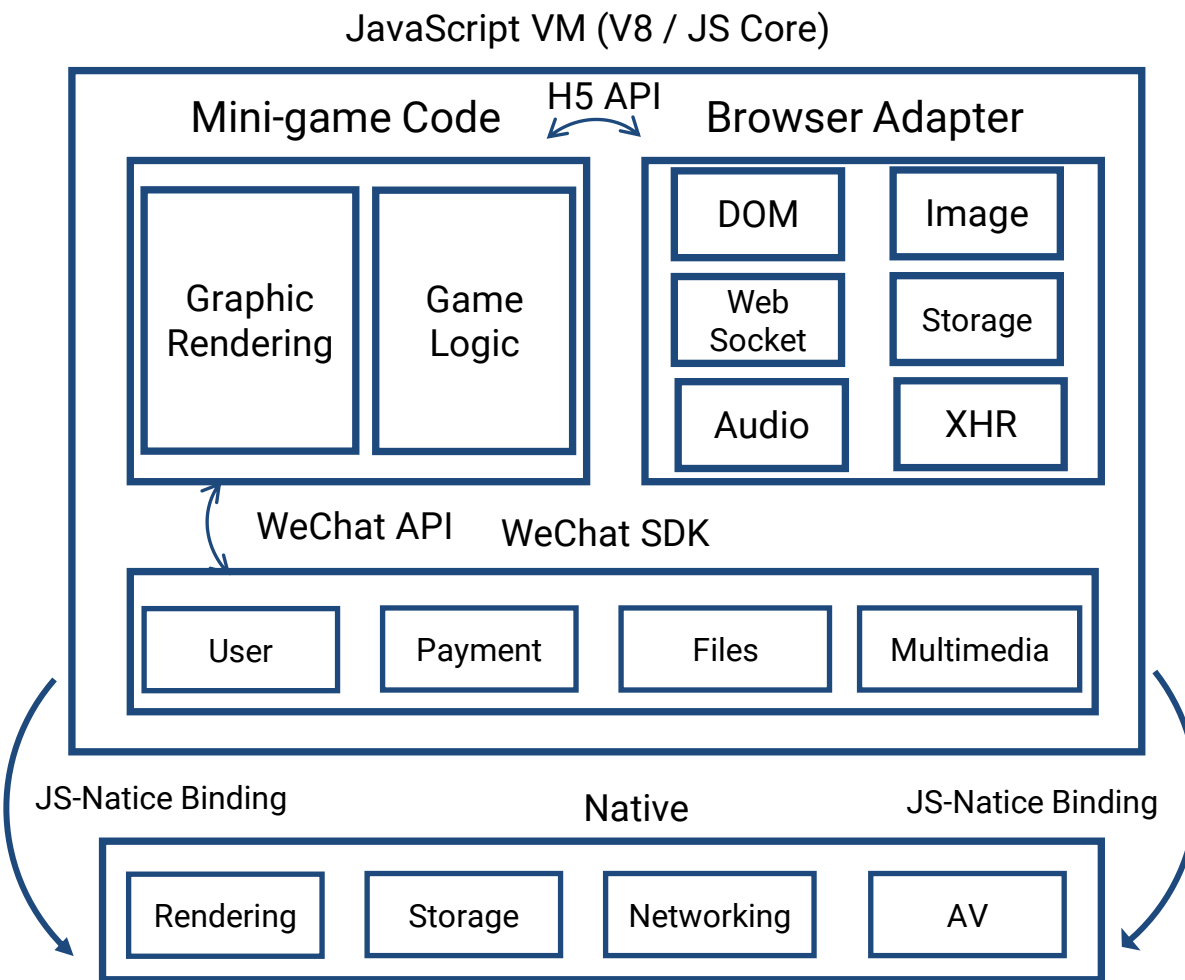 JavaScript VM (V8 / JS Core)
H5 API
Mini-game Code
Browser Adapter
Graphic
Rendering
Game
Logic
DOM
Image
Web
Socket
Storage
Audio
XHR
WeChat API
WeChat SDK
User
Payment
Files
Multimedia
JS-Natice Binding
Native
JS-Natice Binding
Rendering
Storage
Networking
AV